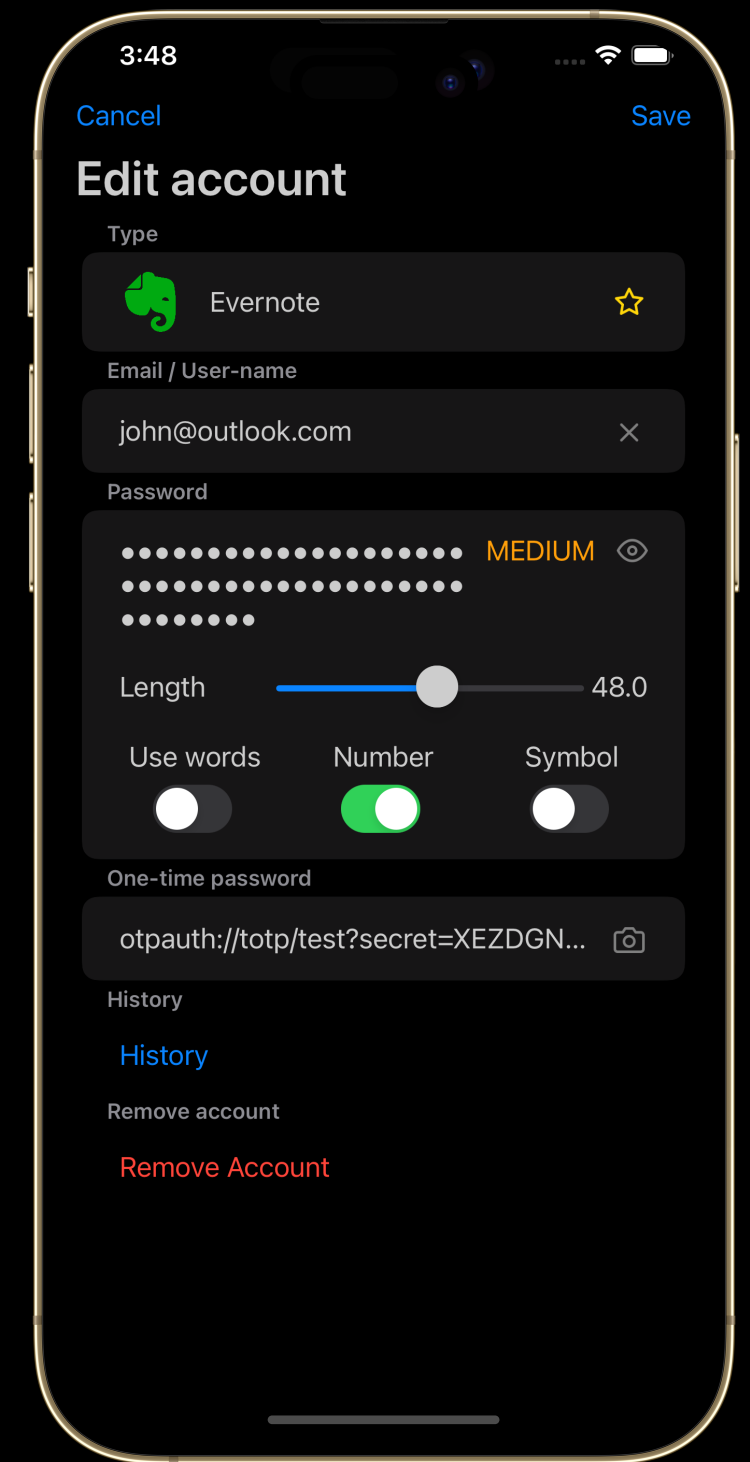 3:48
Cancel
Save
Edit account
Type
Evernote
Email / User-name
john@outlook.com
Password
●●●●●●●●●●●●●●●●●●●● MEDIUM
●●●●●●●●●●●●●●●●●●●●
●●●●●●●●
Length 48.0
Use words Number Symbol
One-time password
otpauth://totp/test?secret=XEZDGN...
History
History
Remove account
Remove Account